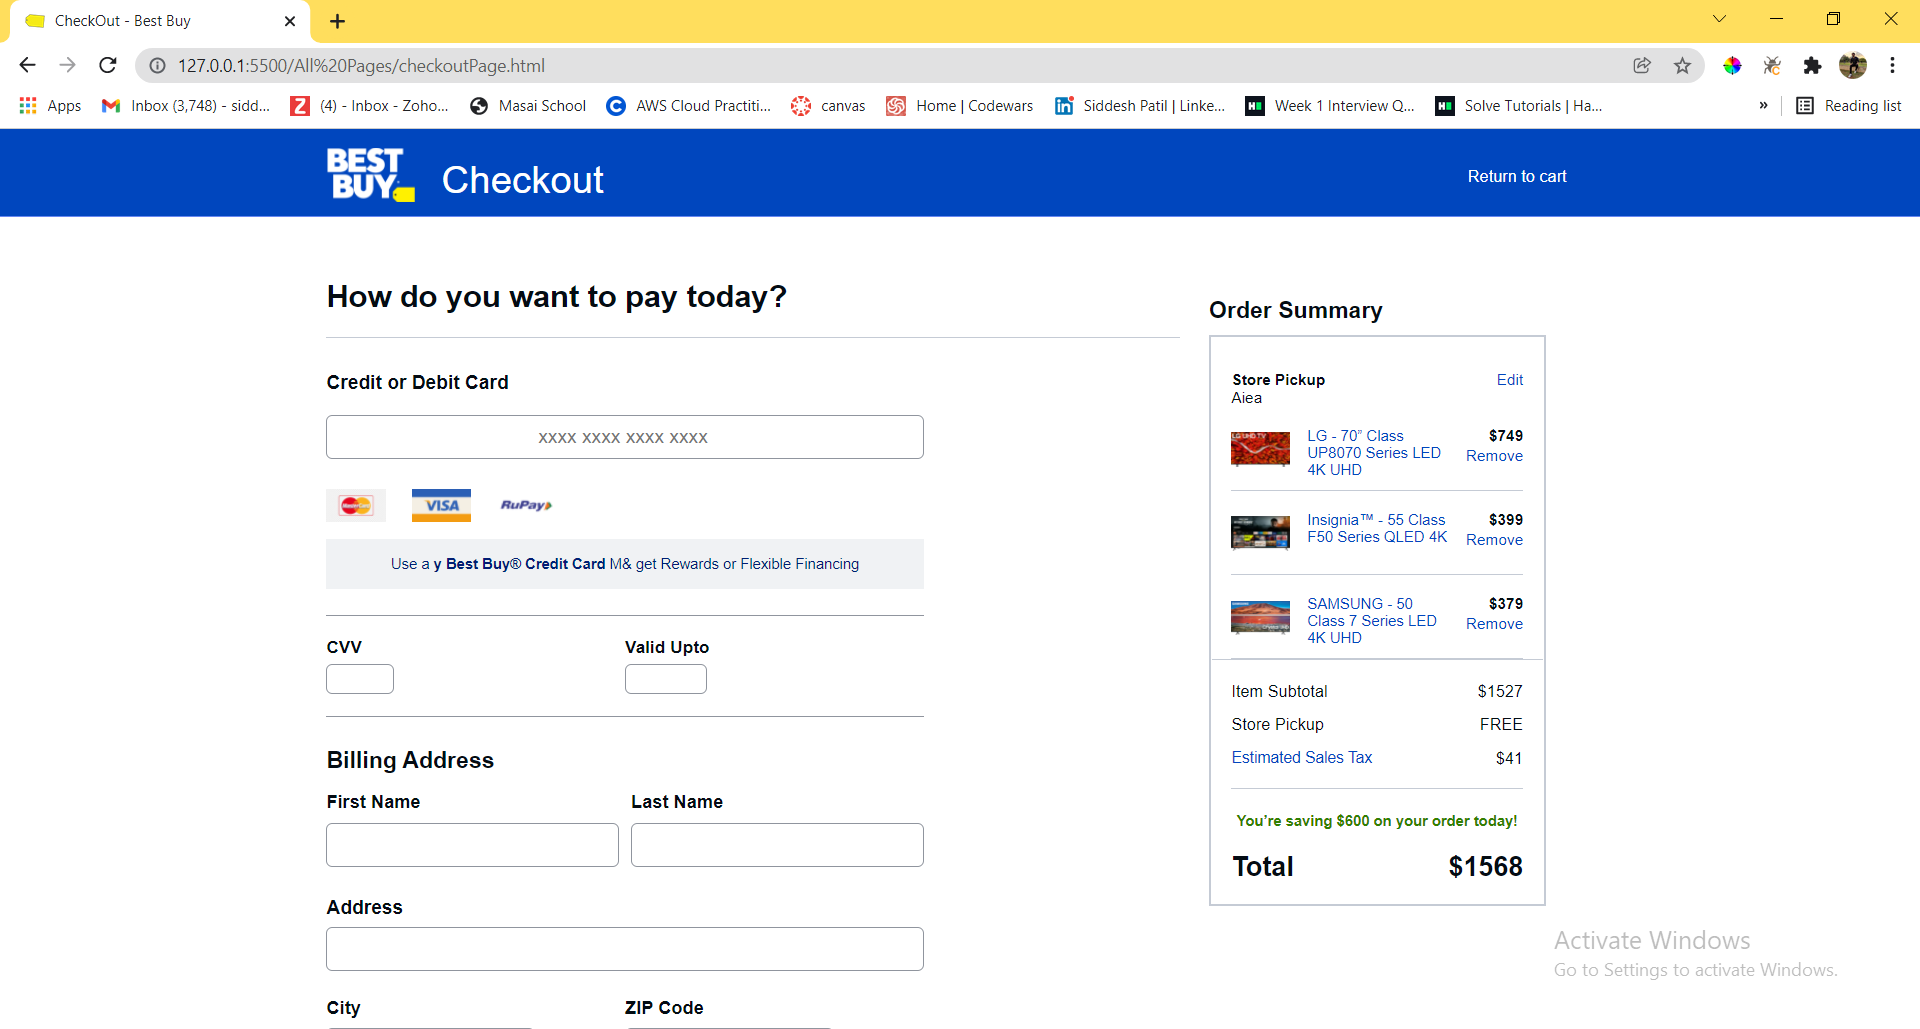 CheckOut - Best Buy
127.0.0.1:5500/All%20Pages/checkoutPage.html
Apps
Inbox (3,748) - sidd...
(4) - Inbox - Zoho...
Masai School
AWS Cloud Practiti...
canvas
Home | Codewars
Siddesh Patil | Linke...
Week 1 Interview Q...
Solve Tutorials | Ha...
»
Reading list
BEST
BUY
Checkout
Return to cart
How do you want to pay today?
Credit or Debit Card
XXXX XXXX XXXX XXXX
MasterCard
VISA
RuPay
Use a y Best Buy® Credit Card M& get Rewards or Flexible Financing
CVV
Valid Upto
Billing Address
First Name
Last Name
Address
City
ZIP Code
Order Summary
Store Pickup
Edit
Aiea
LG - 70” Class
UP8070 Series LED
4K UHD
$749
Remove
Insignia™ - 55 Class
F50 Series QLED 4K
$399
Remove
SAMSUNG - 50
Class 7 Series LED
4K UHD
$379
Remove
Item Subtotal
$1527
Store Pickup
FREE
Estimated Sales Tax
$41
You’re saving $600 on your order today!
Total
$1568
Activate Windows
Go to Settings to activate Windows.